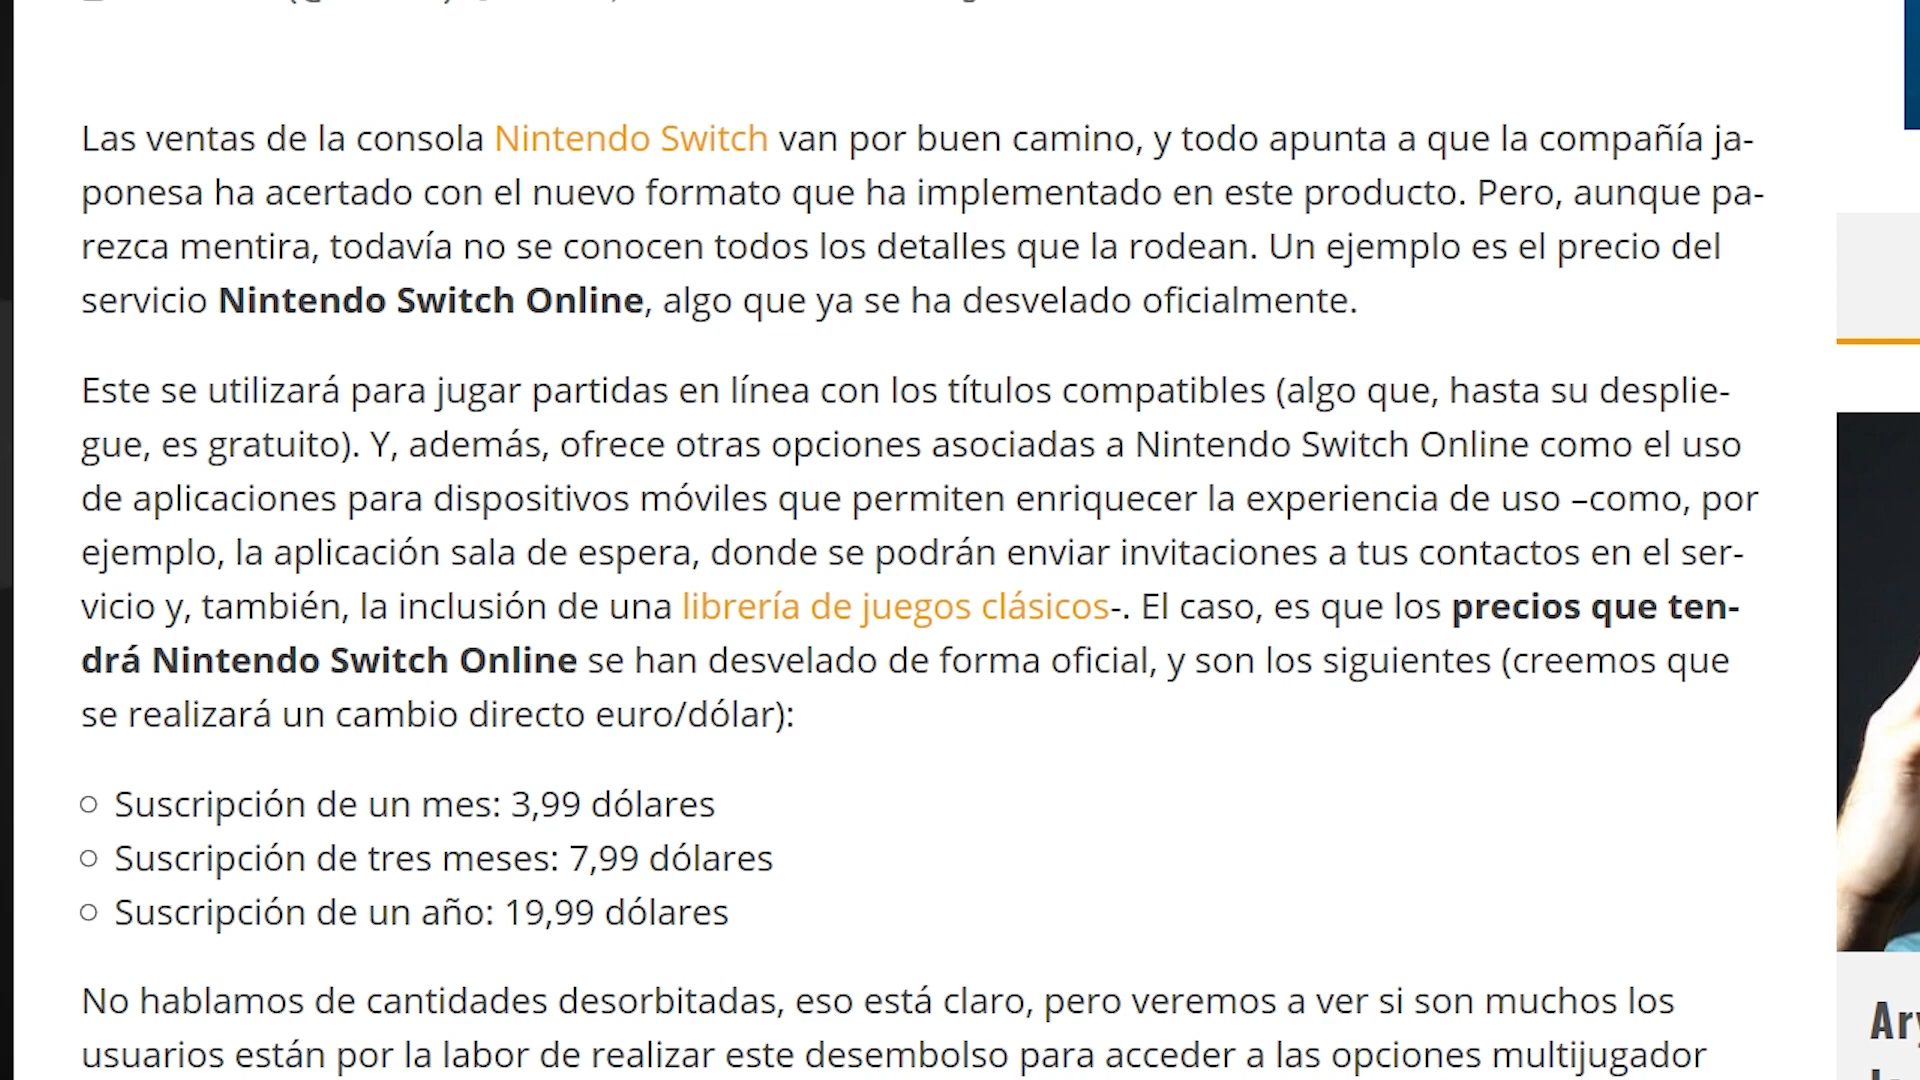 Las ventas de la consola Nintendo Switch van por buen camino, y todo apunta a que la compañía ja-
ponesa ha acertado con el nuevo formato que ha implementado en este producto. Pero, aunque pa-
rezca mentira, todavía no se conocen todos los detalles que la rodean. Un ejemplo es el precio del
servicio Nintendo Switch Online, algo que ya se ha desvelado oficialmente.
Este se utilizará para jugar partidas en línea con los títulos compatibles (algo que, hasta su desplie-
gue, es gratuito). Y, además, ofrece otras opciones asociadas a Nintendo Switch Online como el uso
de aplicaciones para dispositivos móviles que permiten enriquecer la experiencia de uso –como, por
ejemplo, la aplicación sala de espera, donde se podrán enviar invitaciones a tus contactos en el ser-
vicio y, también, la inclusión de una librería de juegos clásicos-. El caso, es que los precios que ten-
drá Nintendo Switch Online se han desvelado de forma oficial, y son los siguientes (creemos que
se realizará un cambio directo euro/dólar):
Suscripción de un mes: 3,99 dólares
Suscripción de tres meses: 7,99 dólares
Suscripción de un año: 19,99 dólares
No hablamos de cantidades desorbitadas, eso está claro, pero veremos a ver si son muchos los
usuarios están por la labor de realizar este desembolso para acceder a las opciones multijugador